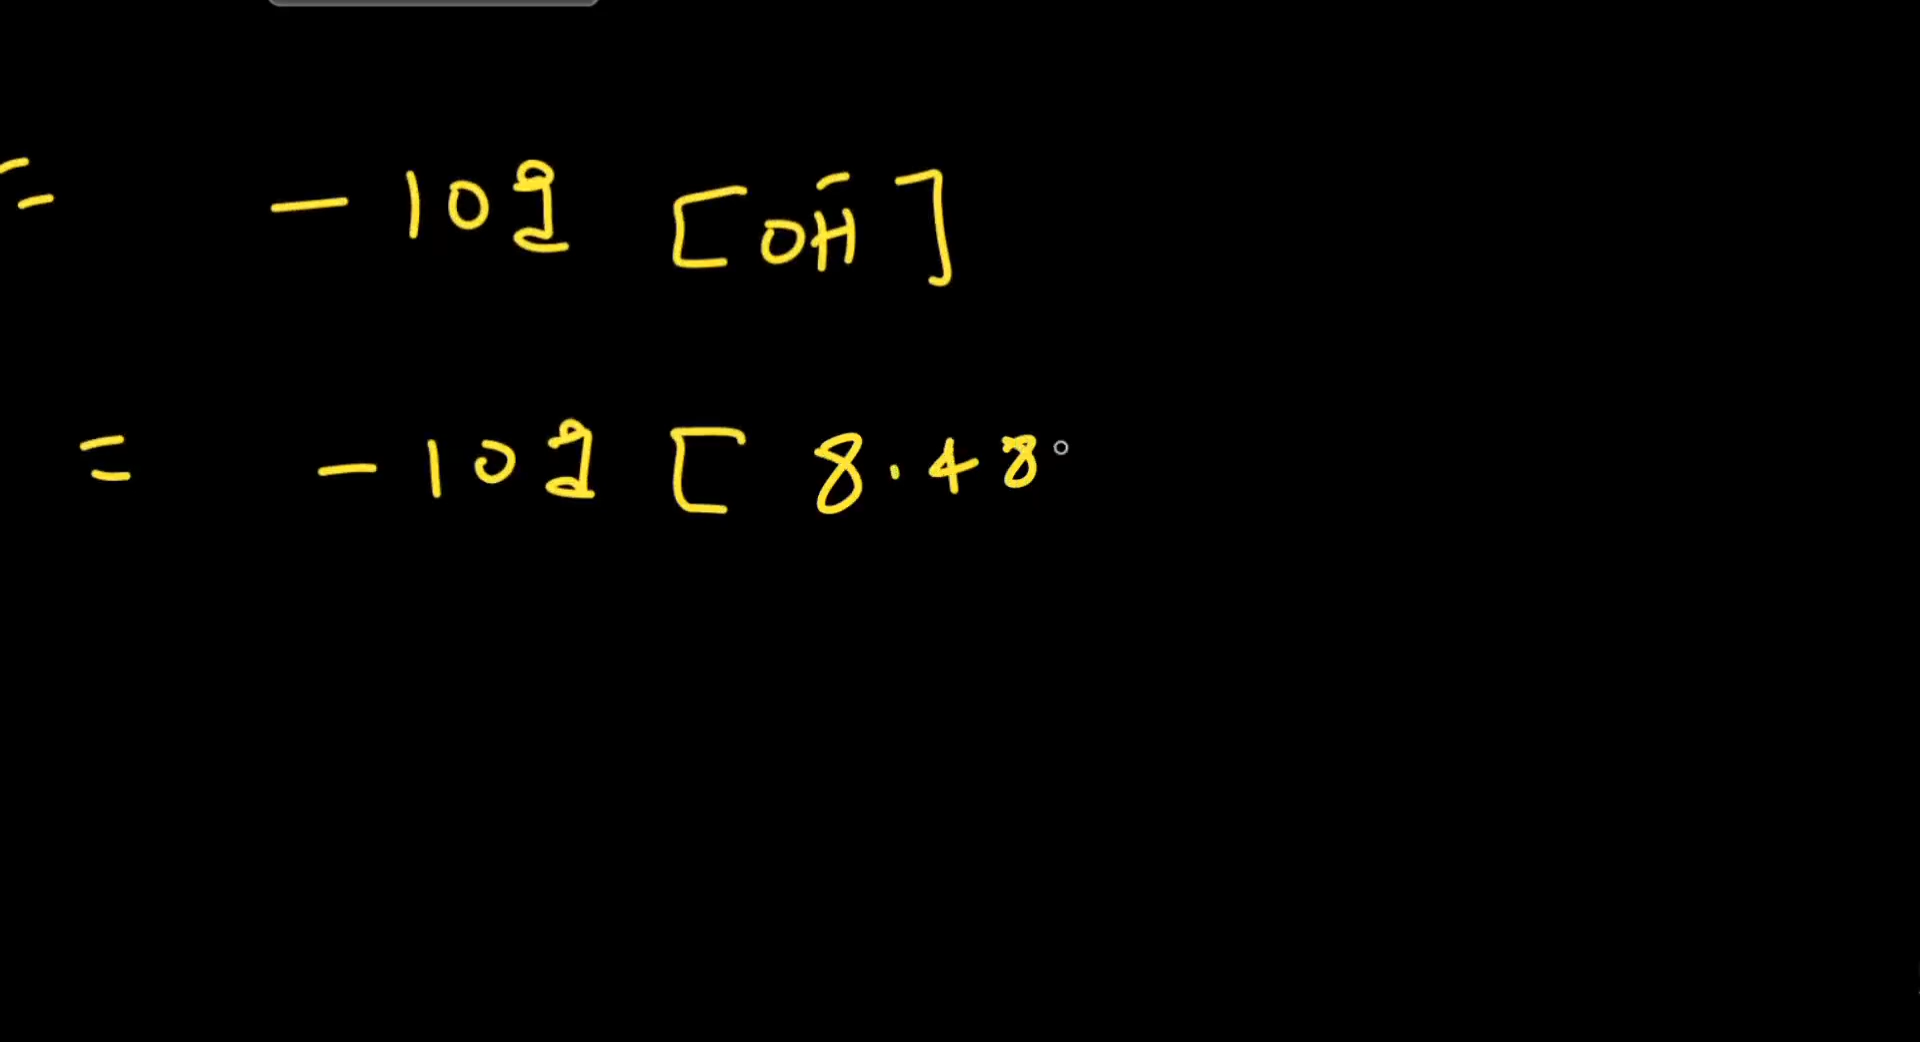 = - log [OH̄]
= - log [ 8.48